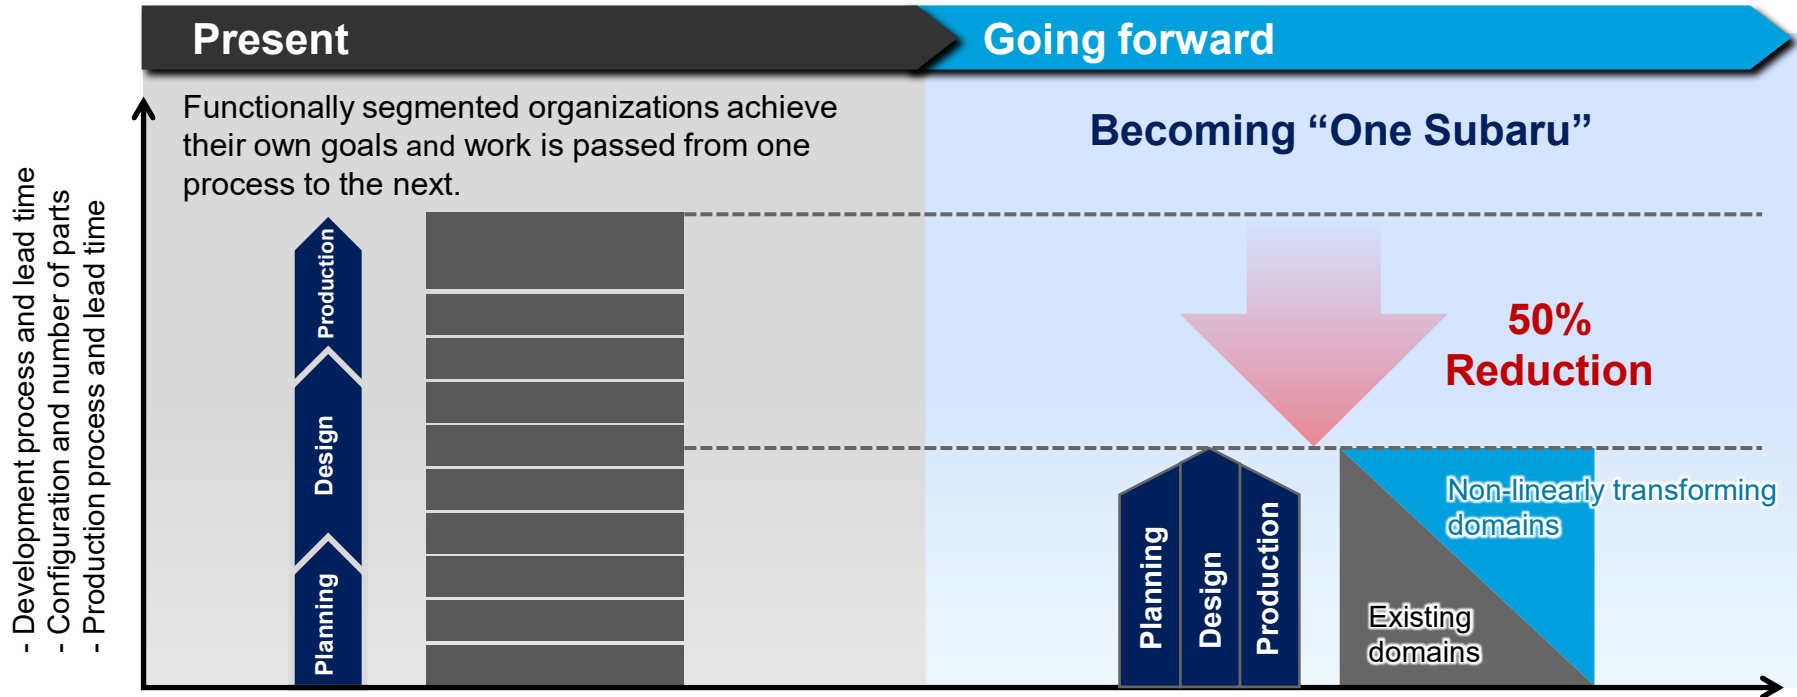 Present
Going forward
Functionally segmented organizations achieve
their own goals and work is passed from one
process to the next.
Becoming “One Subaru”
- Development process and lead time
- Configuration and number of parts
- Production process and lead time
Production
Design
Planning
50%
Reduction
Planning
Design
Production
Non-linearly transforming
domains
Existing
domains